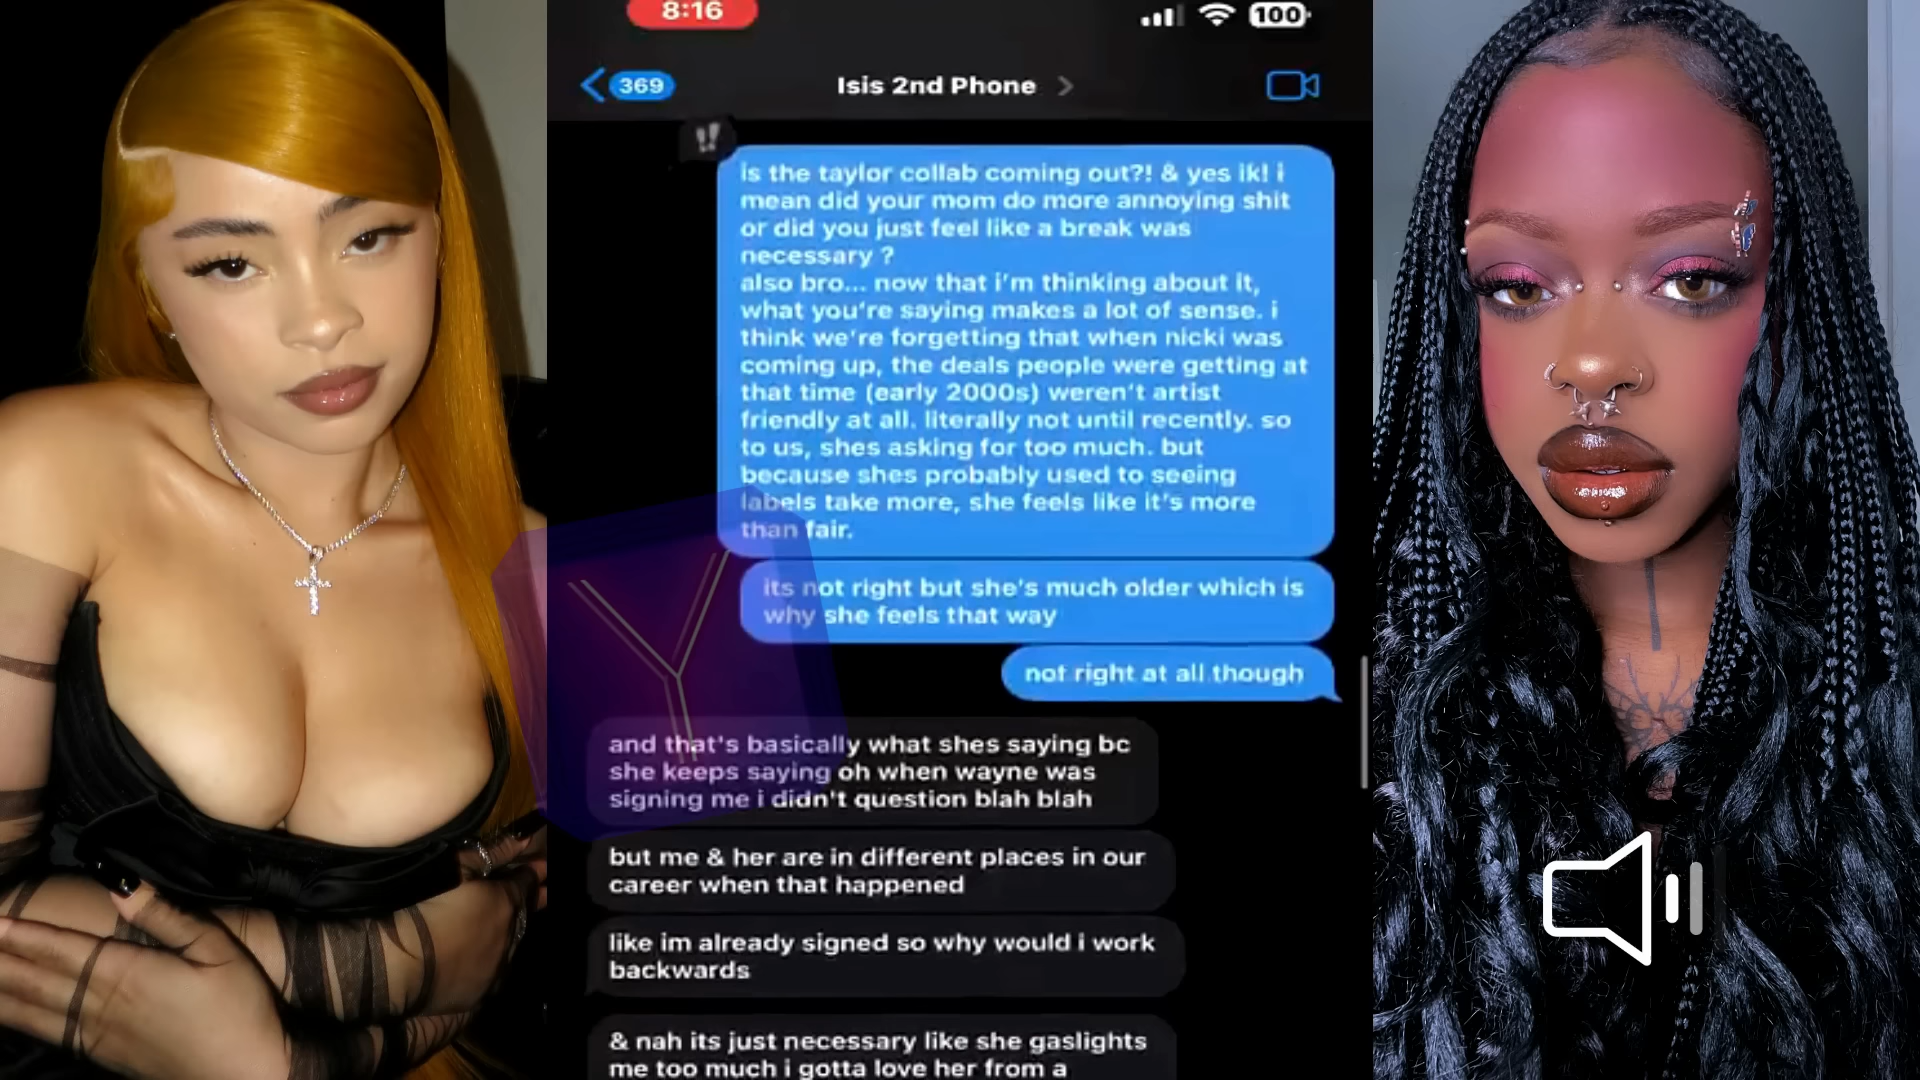 8:16
100
369
Isis 2nd Phone
is the taylor collab coming out?! & yes ik! i
mean did your mom do more annoying shit
or did you just feel like a break was
necessary ?
also bro... now that i'm thinking about it,
what you're saying makes a lot of sense. i
think we're forgetting that when nicki was
coming up, the deals people were getting at
that time (early 2000s) weren't artist
friendly at all. literally not until recently. so
to us, shes asking for too much. but
because shes probably used to seeing
labels take more, she feels like it's more
than fair.
its not right but she's much older which is
why she feels that way
not right at all though
and that's basically what shes saying bc
she keeps saying oh when wayne was
signing me i didn't question blah blah
but me & her are in different places in our
career when that happened
like im already signed so why would i work
backwards
& nah its just necessary like she gaslights
me too much i gotta love her from a
Y